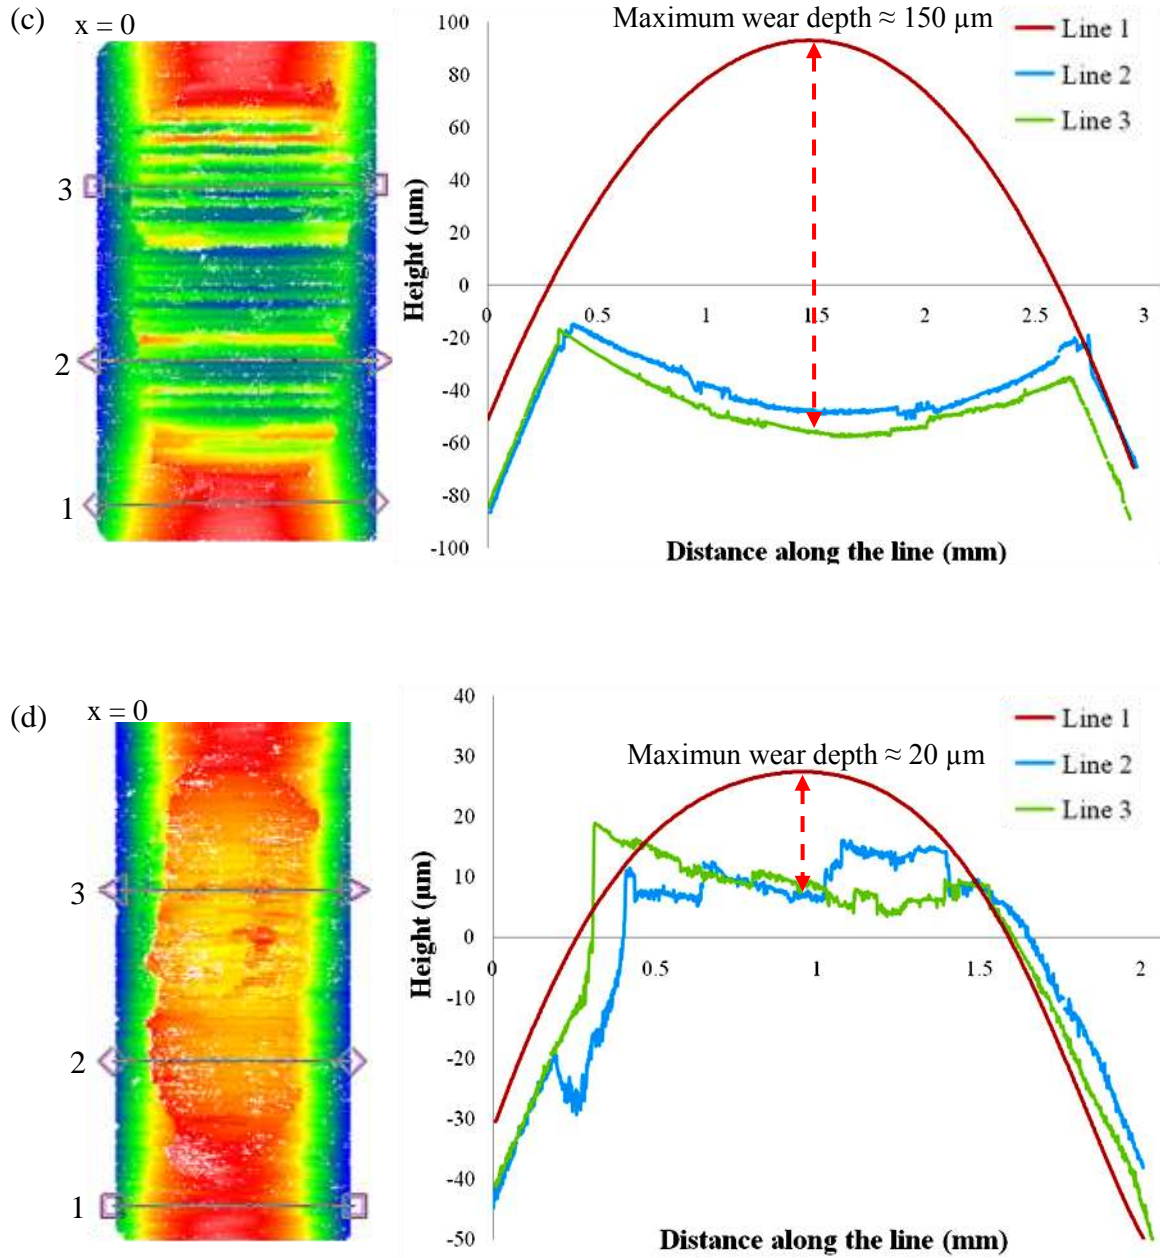 (c)
x = 0
3
2
1
Maximum wear depth ≈ 150 µm
Line 1
Line 2
Line 3
Height (µm)
100
80
60
40
20
0
-20
-40
-60
-80
-100
0 0.5 1 1.5 2 2.5 3
Distance along the line (mm)
(d)
x = 0
3
2
1
Maximun wear depth ≈ 20 µm
Line 1
Line 2
Line 3
Height (µm)
40
30
20
10
0
-10
-20
-30
-40
-50
0 0.5 1 1.5 2
Distance along the line (mm)